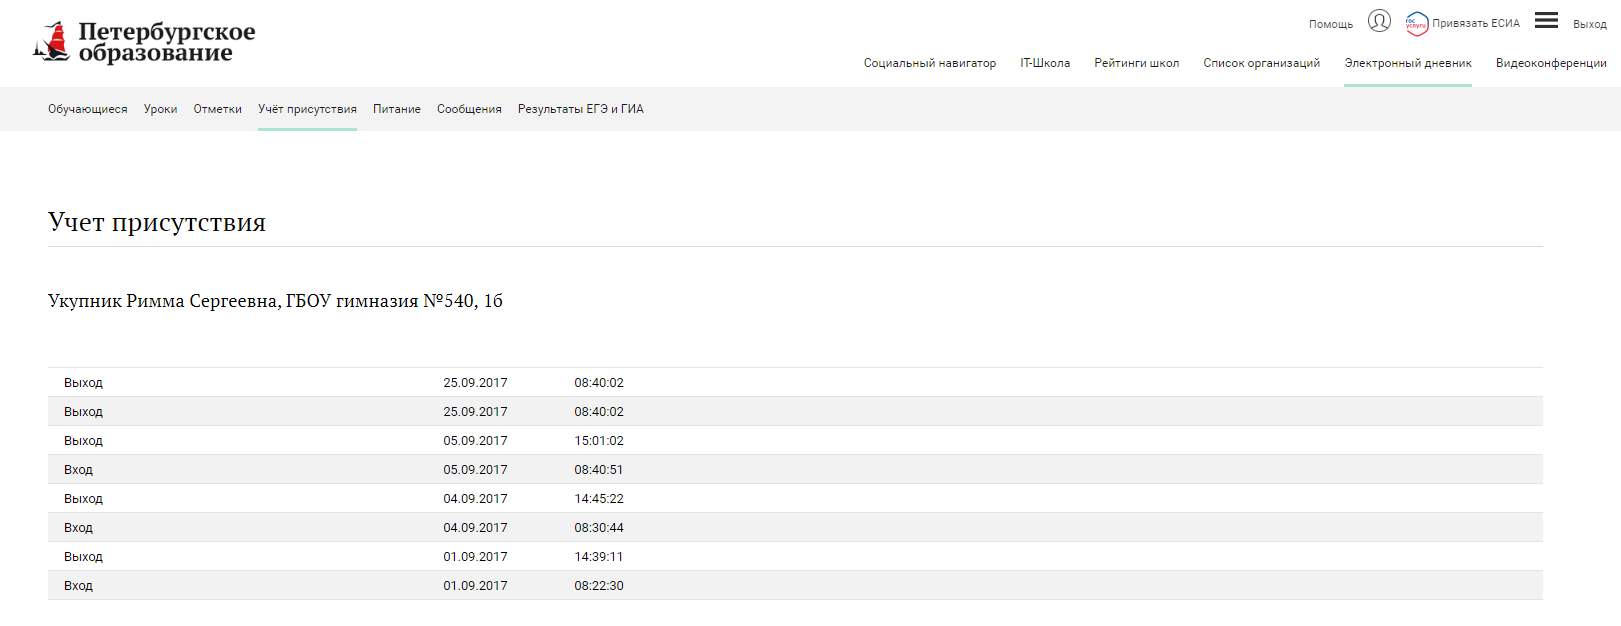 Петербургское
образование
Помощь Привязать ЕСИА Выход
гос
услуги
Социальный навигатор IT-Школа Рейтинги школ Список организаций Электронный дневник Видеоконференции
Обучающиеся Уроки Отметки Учёт присутствия Питание Сообщения Результаты ЕГЭ и ГИА
Учет присутствия
Укупник Римма Сергеевна, ГБОУ гимназия №540, 1б
Выход 25.09.2017 08:40:02
Выход 25.09.2017 08:40:02
Выход 05.09.2017 15:01:02
Вход 05.09.2017 08:40:51
Выход 04.09.2017 14:45:22
Вход 04.09.2017 08:30:44
Выход 01.09.2017 14:39:11
Вход 01.09.2017 08:22:30